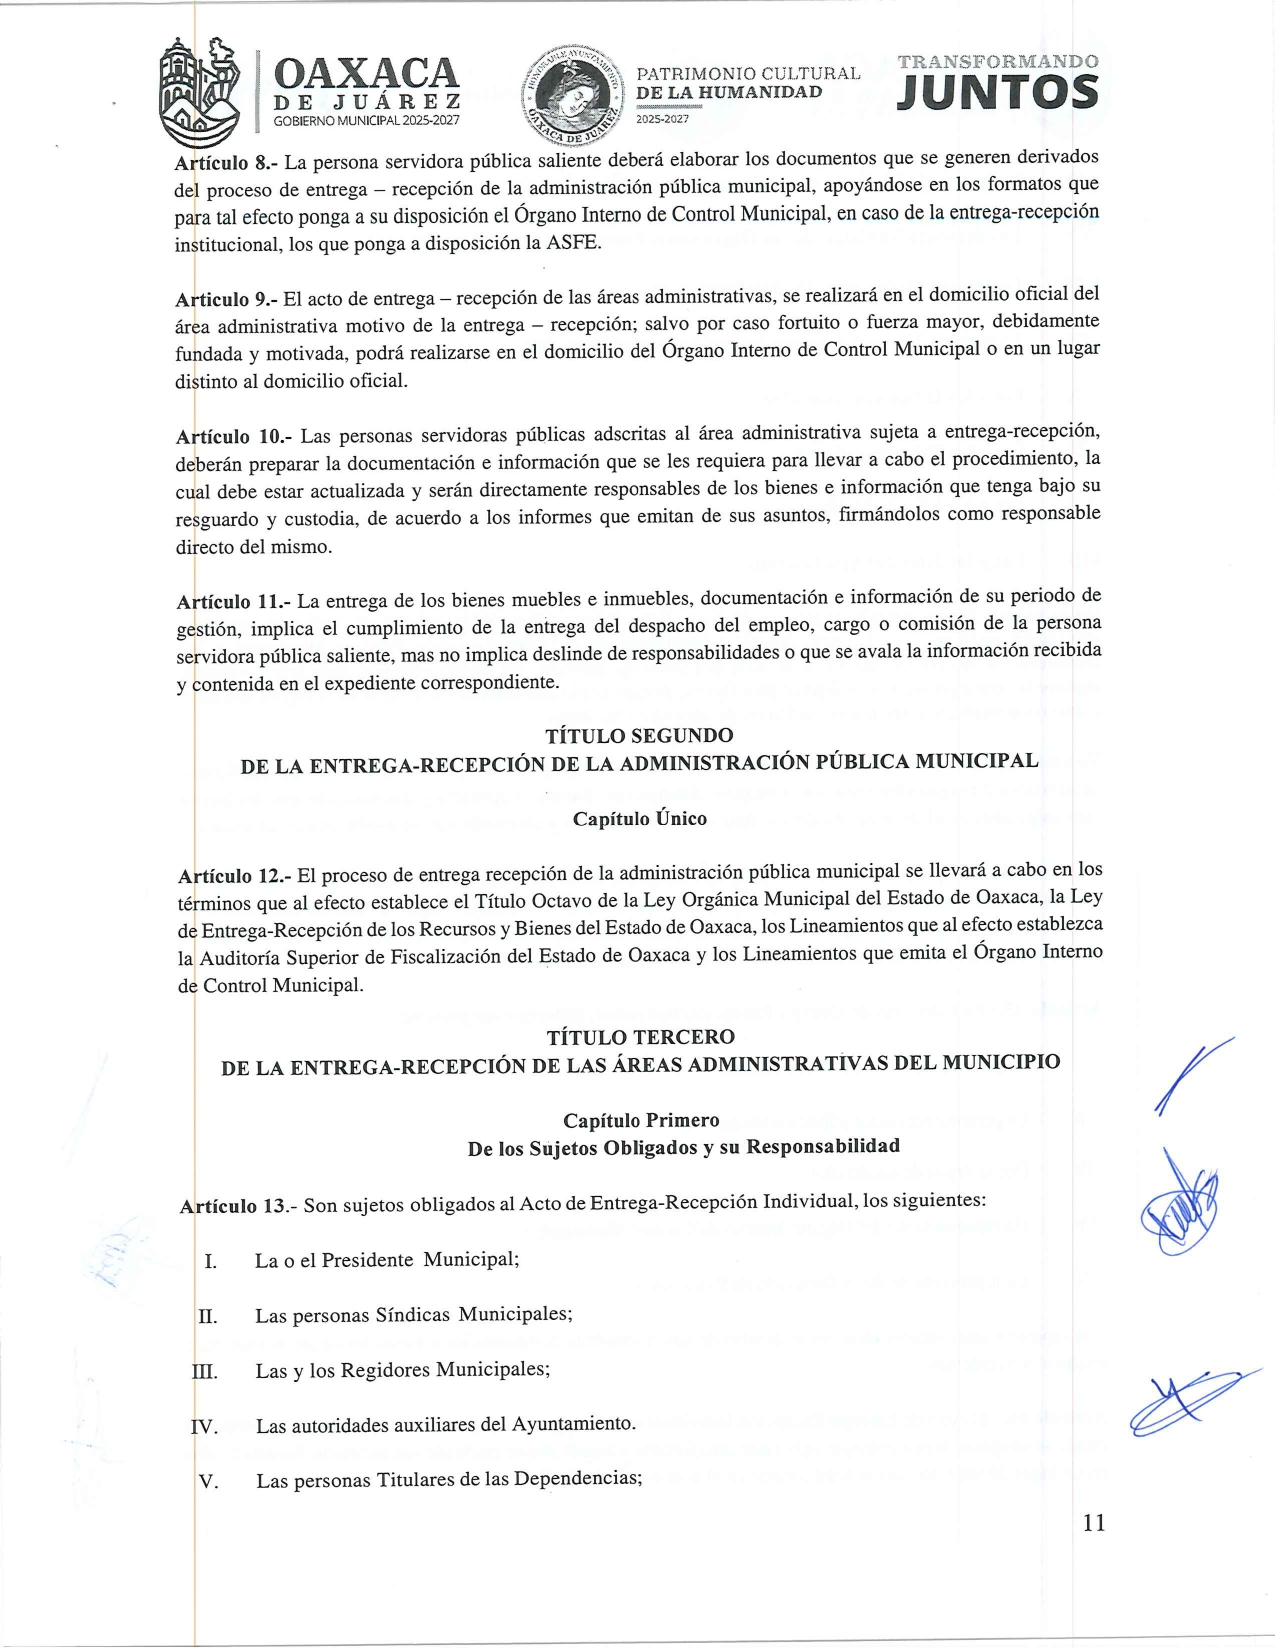 OAXACA
DE JUÁREZ
GOBIERNO MUNICIPAL 2025-2027
HONORABLE AYUNTAMIENTO
OAXACA DE JUÁREZ
PATRIMONIO CULTURAL
DE LA HUMANIDAD
2025-2027
TRANSFORMANDO
JUNTOS
Artículo 8.- La persona servidora pública saliente deberá elaborar los documentos que se generen derivados
del proceso de entrega – recepción de la administración pública municipal, apoyándose en los formatos que
para tal efecto ponga a su disposición el Órgano Interno de Control Municipal, en caso de la entrega-recepción
institucional, los que ponga a disposición la ASFE.
Articulo 9.- El acto de entrega – recepción de las áreas administrativas, se realizará en el domicilio oficial del
área administrativa motivo de la entrega – recepción; salvo por caso fortuito o fuerza mayor, debidamente
fundada y motivada, podrá realizarse en el domicilio del Órgano Interno de Control Municipal o en un lugar
distinto al domicilio oficial.
Artículo 10.- Las personas servidoras públicas adscritas al área administrativa sujeta a entrega-recepción,
deberán preparar la documentación e información que se les requiera para llevar a cabo el procedimiento, la
cual debe estar actualizada y serán directamente responsables de los bienes e información que tenga bajo su
resguardo y custodia, de acuerdo a los informes que emitan de sus asuntos, firmándolos como responsable
directo del mismo.
Artículo 11.- La entrega de los bienes muebles e inmuebles, documentación e información de su periodo de
gestión, implica el cumplimiento de la entrega del despacho del empleo, cargo o comisión de la persona
servidora pública saliente, mas no implica deslinde de responsabilidades o que se avala la información recibida
y contenida en el expediente correspondiente.
TÍTULO SEGUNDO
DE LA ENTREGA-RECEPCIÓN DE LA ADMINISTRACIÓN PÚBLICA MUNICIPAL
Capítulo Único
Artículo 12.- El proceso de entrega recepción de la administración pública municipal se llevará a cabo en los
términos que al efecto establece el Título Octavo de la Ley Orgánica Municipal del Estado de Oaxaca, la Ley
de Entrega-Recepción de los Recursos y Bienes del Estado de Oaxaca, los Lineamientos que al efecto establezca
la Auditoría Superior de Fiscalización del Estado de Oaxaca y los Lineamientos que emita el Órgano Interno
de Control Municipal.
TÍTULO TERCERO
DE LA ENTREGA-RECEPCIÓN DE LAS ÁREAS ADMINISTRATIVAS DEL MUNICIPIO
Capítulo Primero
De los Sujetos Obligados y su Responsabilidad
Artículo 13.- Son sujetos obligados al Acto de Entrega-Recepción Individual, los siguientes:
I. La o el Presidente Municipal;
II. Las personas Síndicas Municipales;
III. Las y los Regidores Municipales;
IV. Las autoridades auxiliares del Ayuntamiento.
V. Las personas Titulares de las Dependencias;
11